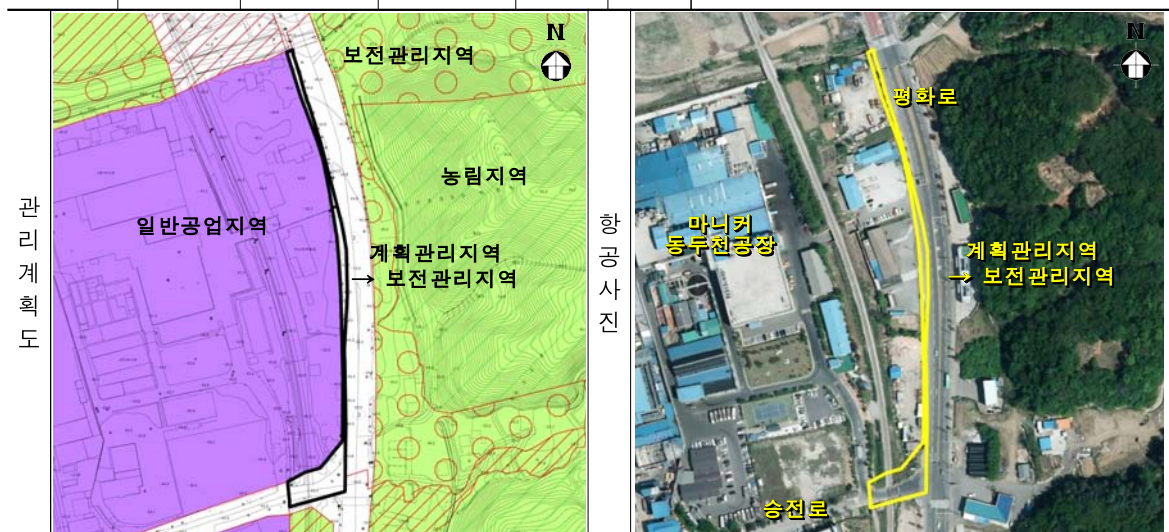 관리계획도
N
보전관리지역
농림지역
일반공업지역
계획관리지역
→ 보전관리지역
항공사진
N
평화로
마니커
동두천공장
계획관리지역
→ 보전관리지역
승전로